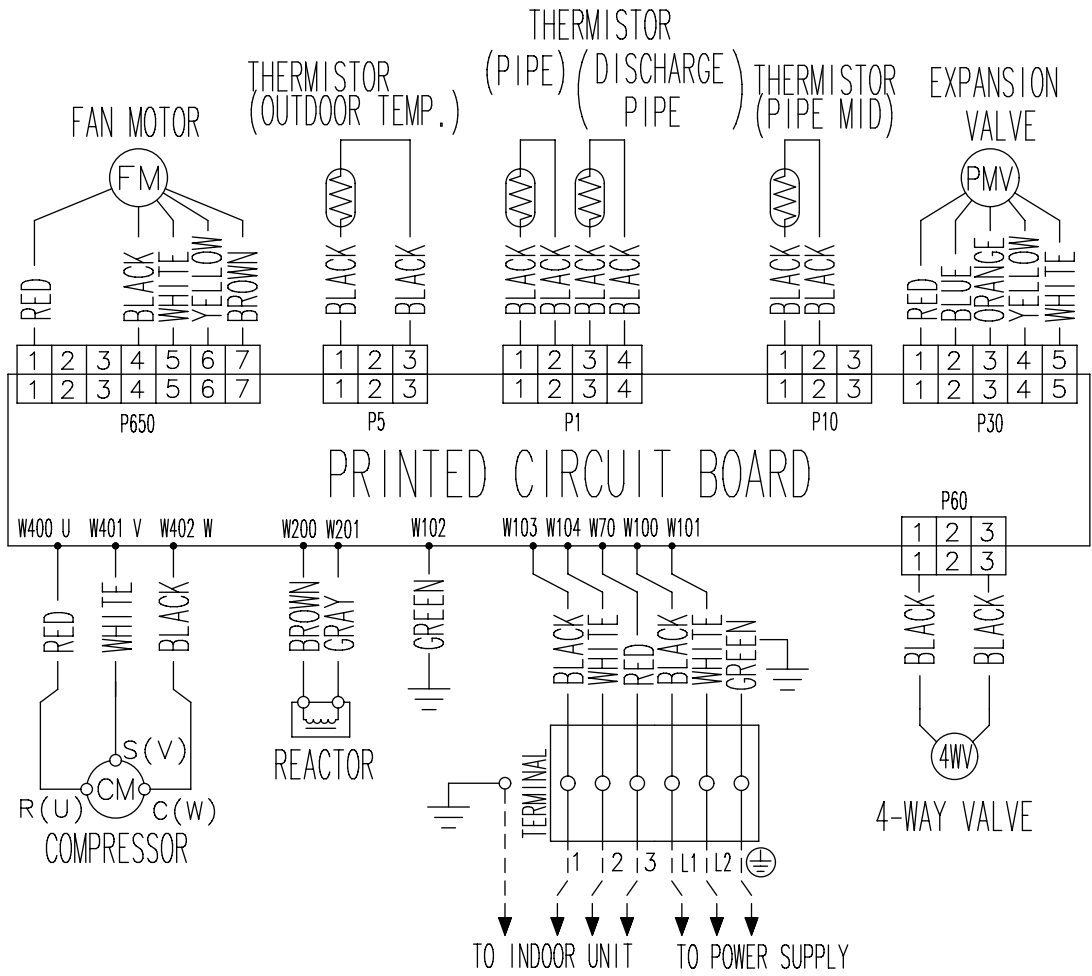 THERMISTOR
(PIPE) (DISCHARGE PIPE)
THERMISTOR
(OUTDOOR TEMP.)
THERMISTOR
(PIPE MID)
EXPANSION
VALVE
FAN MOTOR
FM
PMV
RED
BLACK
WHITE
YELLOW
BROWN
BLACK
BLACK
BLACK
BLACK
BLACK
BLACK
BLACK
BLACK
RED
BLUE
ORANGE
YELLOW
WHITE
1 2 3 4 5 6 7
1 2 3 4 5 6 7
P650
1 2 3
1 2 3
P5
1 2 3 4
1 2 3 4
P1
1 2 3
1 2 3
P10
1 2 3 4 5
1 2 3 4 5
P30
PRINTED CIRCUIT BOARD
P60
1 2 3
1 2 3
W400 U W401 V W402 W W200 W201 W102 W103 W104 W70 W100 W101
RED
WHITE
BLACK
BROWN
GRAY
GREEN
BLACK
WHITE
RED
BLACK
WHITE
GREEN
BLACK
BLACK
S(V)
CM
R(U)
C(W)
COMPRESSOR
REACTOR
TERMINAL
4WV
4-WAY VALVE
1 2 3 L1 L2
TO INDOOR UNIT
TO POWER SUPPLY